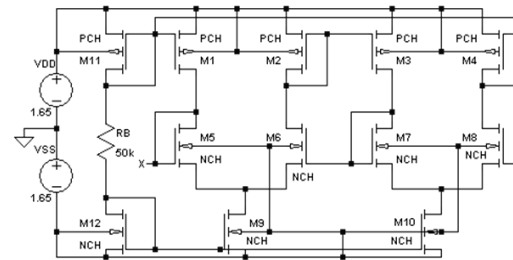 PCH PCH PCH PCH PCH
M11 M1 M2 M3 M4
VDD
1.65
RB
50k
X
M5 M6 M7 M8
NCH NCH NCH
VSS
1.65
M12 M9 M10
NCH NCH NCH